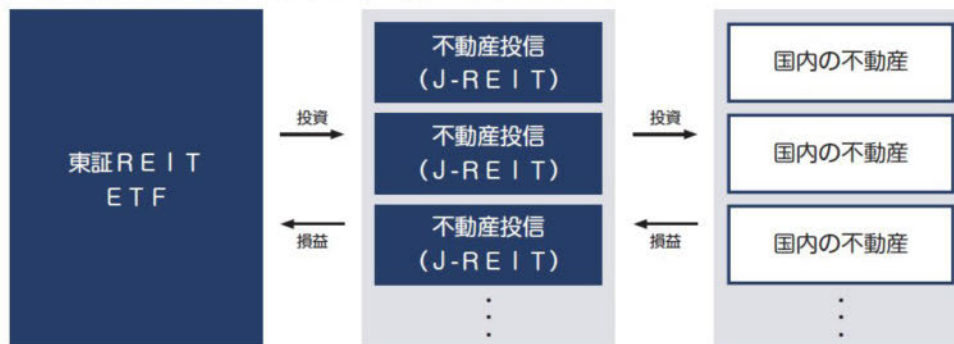 東証ＲＥＩＴ
ＥＴＦ
投資
損益
不動産投信
（Ｊ-ＲＥＩＴ）
不動産投信
（Ｊ-ＲＥＩＴ）
不動産投信
（Ｊ-ＲＥＩＴ）
投資
損益
国内の不動産
国内の不動産
国内の不動産